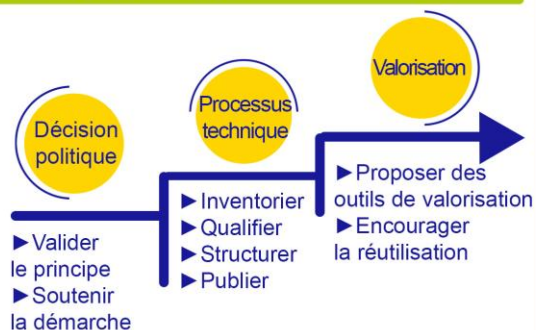 Décision
politique
►Valider
le principe
►Soutenir
la démarche
Processus
technique
►Inventorier
►Qualifier
►Structurer
►Publier
Valorisation
►Proposer des
outils de valorisation
►Encourager
la réutilisation